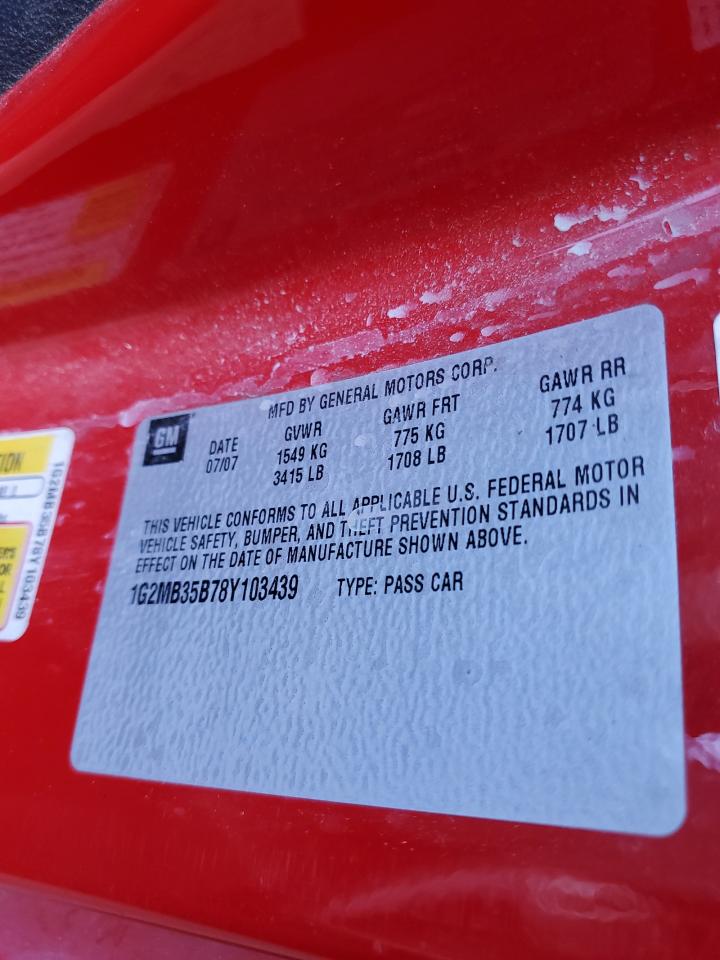 GM
MFD BY GENERAL MOTORS CORP.
DATE GVWR GAWR FRT GAWR RR
07/07 1549 KG 775 KG 774 KG
3415 LB 1708 LB 1707 LB
THIS VEHICLE CONFORMS TO ALL APPLICABLE U.S. FEDERAL MOTOR
VEHICLE SAFETY, BUMPER, AND THEFT PREVENTION STANDARDS IN
EFFECT ON THE DATE OF MANUFACTURE SHOWN ABOVE.
1G2MB35B78Y103439 TYPE: PASS CAR
1G2MB35B78Y103439